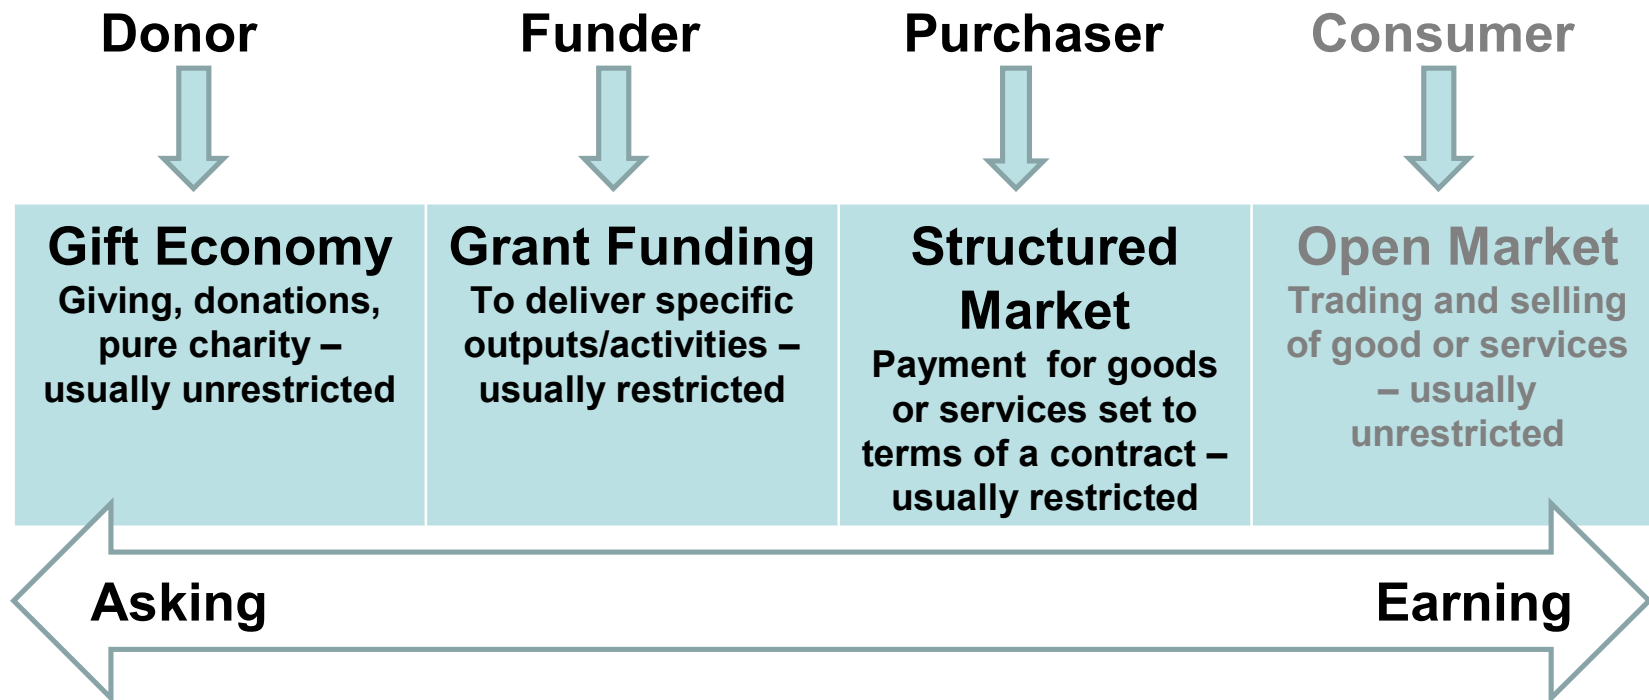 Donor
Funder
Purchaser
Consumer
Gift Economy
Giving, donations,
pure charity –
usually unrestricted
Grant Funding
To deliver specific
outputs/activities –
usually restricted
Structured
Market
Payment  for goods
or services set to
terms of a contract –
usually restricted
Open Market
Trading and selling
of good or services
– usually
unrestricted
Asking
Earning